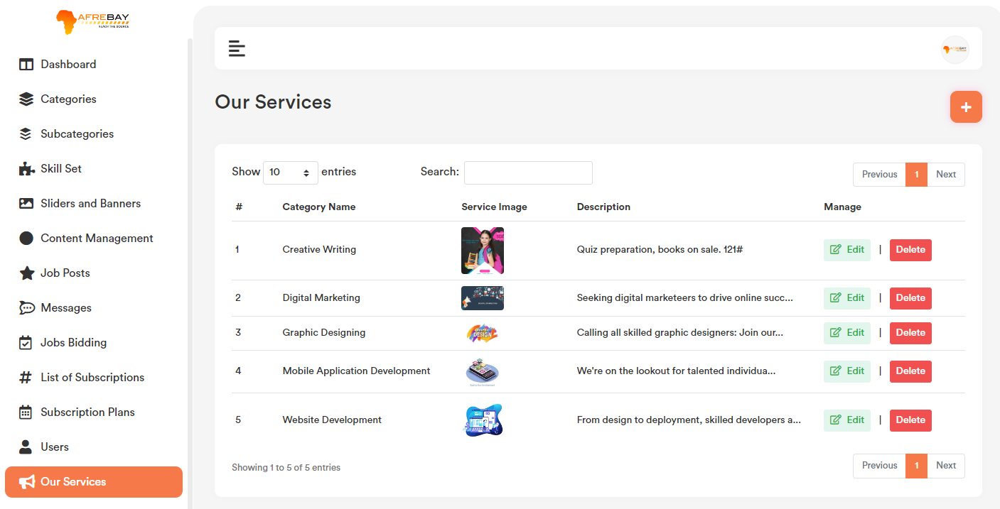 AFREBAY
REACH THE SOURCE
Dashboard
Categories
Subcategories
Skill Set
Sliders and Banners
Content Management
Job Posts
Messages
Jobs Bidding
List of Subscriptions
Subscription Plans
Users
Our Services
AFREBAY
Our Services
Show 10 entries
Search:
Previous 1 Next
# Category Name Service Image Description Manage
1 Creative Writing Quiz preparation, books on sale. 121# Edit | Delete
2 Digital Marketing Seeking digital marketeers to drive online succ... Edit | Delete
3 Graphic Designing DESIGN Calling all skilled graphic designers: Join our... Edit | Delete
4 Mobile Application Development We're on the lookout for talented individua... Edit | Delete
5 Website Development From design to deployment, skilled developers a... Edit | Delete
Showing 1 to 5 of 5 entries
Previous 1 Next